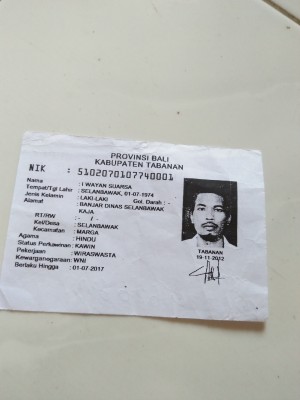 PROVINSI BALI
KABUPATEN TABANAN
NIK : 5102070107740001
Nama : I WAYAN SUARSA
Tempat/Tgl Lahir : SELANBAWAK, 01-07-1974
Jenis Kelamin : LAKI-LAKI Gol. Darah : -
Alamat : BANJAR DINAS SELANBAWAK
KAJA
RT/RW : - / -
Kel/Desa : SELANBAWAK
Kecamatan : MARGA
Agama : HINDU
Status Perkawinan : KAWIN
Pekerjaan : WIRASWASTA
Kewarganegaraan : WNI
Berlaku Hingga : 01-07-2017
TABANAN
19-11-2012